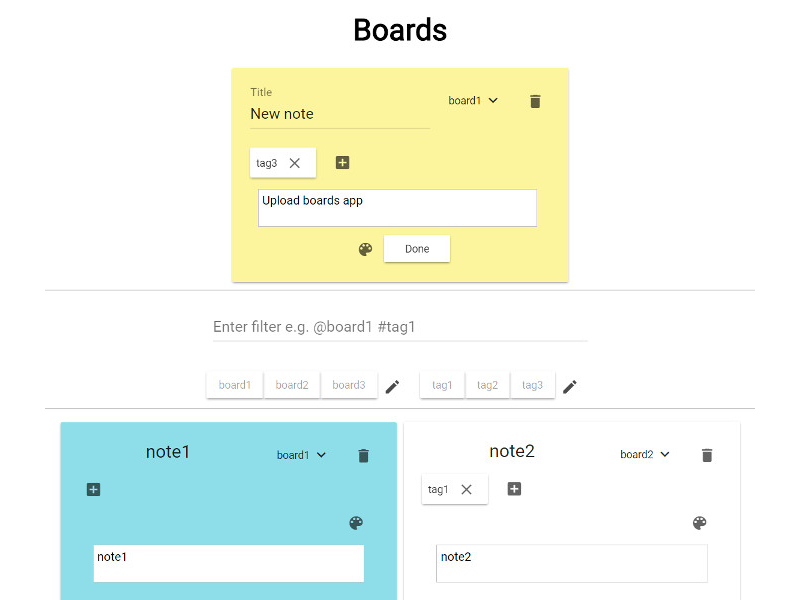 Boards
Title
New note
board1
tag3
Upload boards app
Done
Enter filter e.g. @board1 #tag1
board1 board2 board3 tag1 tag2 tag3
note1 board1
note2 board2
tag1
note1
note2